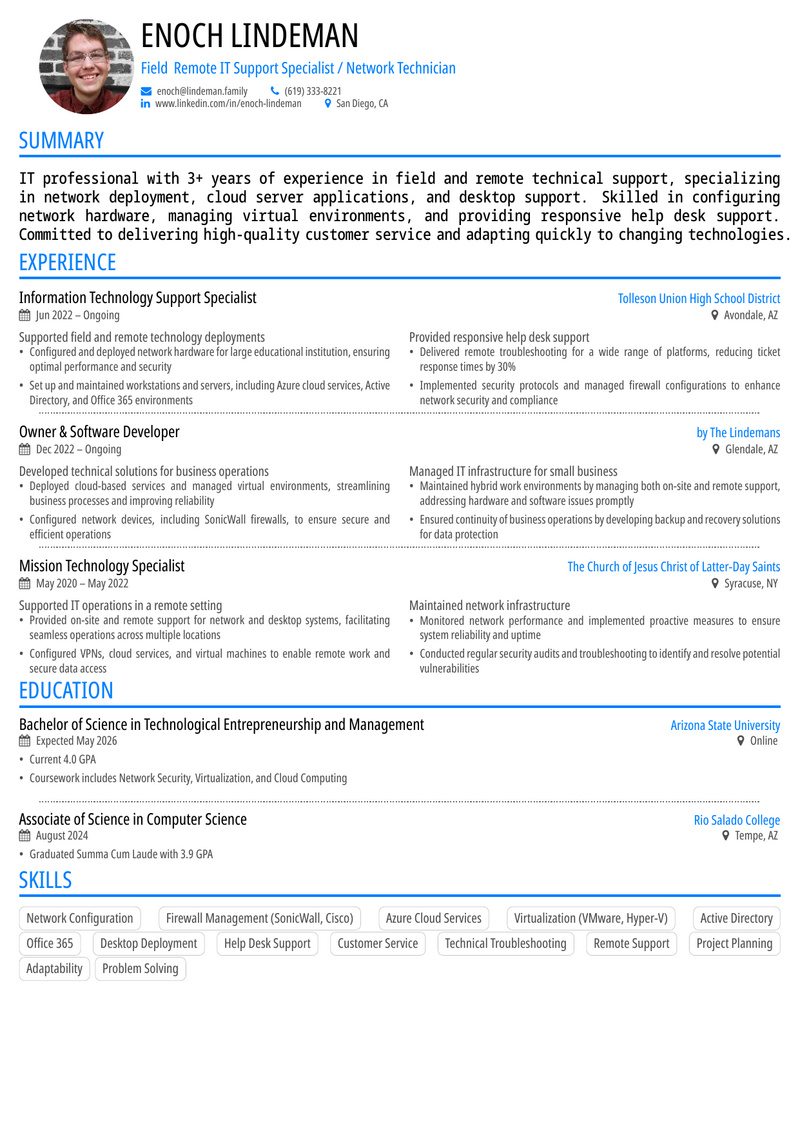 ENOCH LINDEMAN
Field Remote IT Support Specialist / Network Technician
enoch@lindeman.family (619) 333-8221
www.linkedin.com/in/enoch-lindeman San Diego, CA
SUMMARY
IT professional with 3+ years of experience in field and remote technical support, specializing
in network deployment, cloud server applications, and desktop support. Skilled in configuring
network hardware, managing virtual environments, and providing responsive help desk support.
Committed to delivering high-quality customer service and adapting quickly to changing technologies.
EXPERIENCE
Information Technology Support Specialist Tolleson Union High School District
Jun 2022 – Ongoing Avondale, AZ
Supported field and remote technology deployments
• Configured and deployed network hardware for large educational institution, ensuring
optimal performance and security
• Set up and maintained workstations and servers, including Azure cloud services, Active
Directory, and Office 365 environments
Provided responsive help desk support
• Delivered remote troubleshooting for a wide range of platforms, reducing ticket
response times by 30%
• Implemented security protocols and managed firewall configurations to enhance
network security and compliance
Owner & Software Developer by The Lindemans
Dec 2022 – Ongoing Glendale, AZ
Developed technical solutions for business operations
• Deployed cloud-based services and managed virtual environments, streamlining
business processes and improving reliability
• Configured network devices, including SonicWall firewalls, to ensure secure and
efficient operations
Managed IT infrastructure for small business
• Maintained hybrid work environments by managing both on-site and remote support,
addressing hardware and software issues promptly
• Ensured continuity of business operations by developing backup and recovery solutions
for data protection
Mission Technology Specialist The Church of Jesus Christ of Latter-Day Saints
May 2020 – May 2022 Syracuse, NY
Supported IT operations in a remote setting
• Provided on-site and remote support for network and desktop systems, facilitating
seamless operations across multiple locations
• Configured VPNs, cloud services, and virtual machines to enable remote work and
secure data access
Maintained network infrastructure
• Monitored network performance and implemented proactive measures to ensure
system reliability and uptime
• Conducted regular security audits and troubleshooting to identify and resolve potential
vulnerabilities
EDUCATION
Bachelor of Science in Technological Entrepreneurship and Management Arizona State University
Expected May 2026 Online
• Current 4.0 GPA
• Coursework includes Network Security, Virtualization, and Cloud Computing
Associate of Science in Computer Science Rio Salado College
August 2024 Tempe, AZ
• Graduated Summa Cum Laude with 3.9 GPA
SKILLS
Network Configuration Firewall Management (SonicWall, Cisco) Azure Cloud Services Virtualization (VMware, Hyper-V) Active Directory
Office 365 Desktop Deployment Help Desk Support Customer Service Technical Troubleshooting Remote Support Project Planning
Adaptability Problem Solving